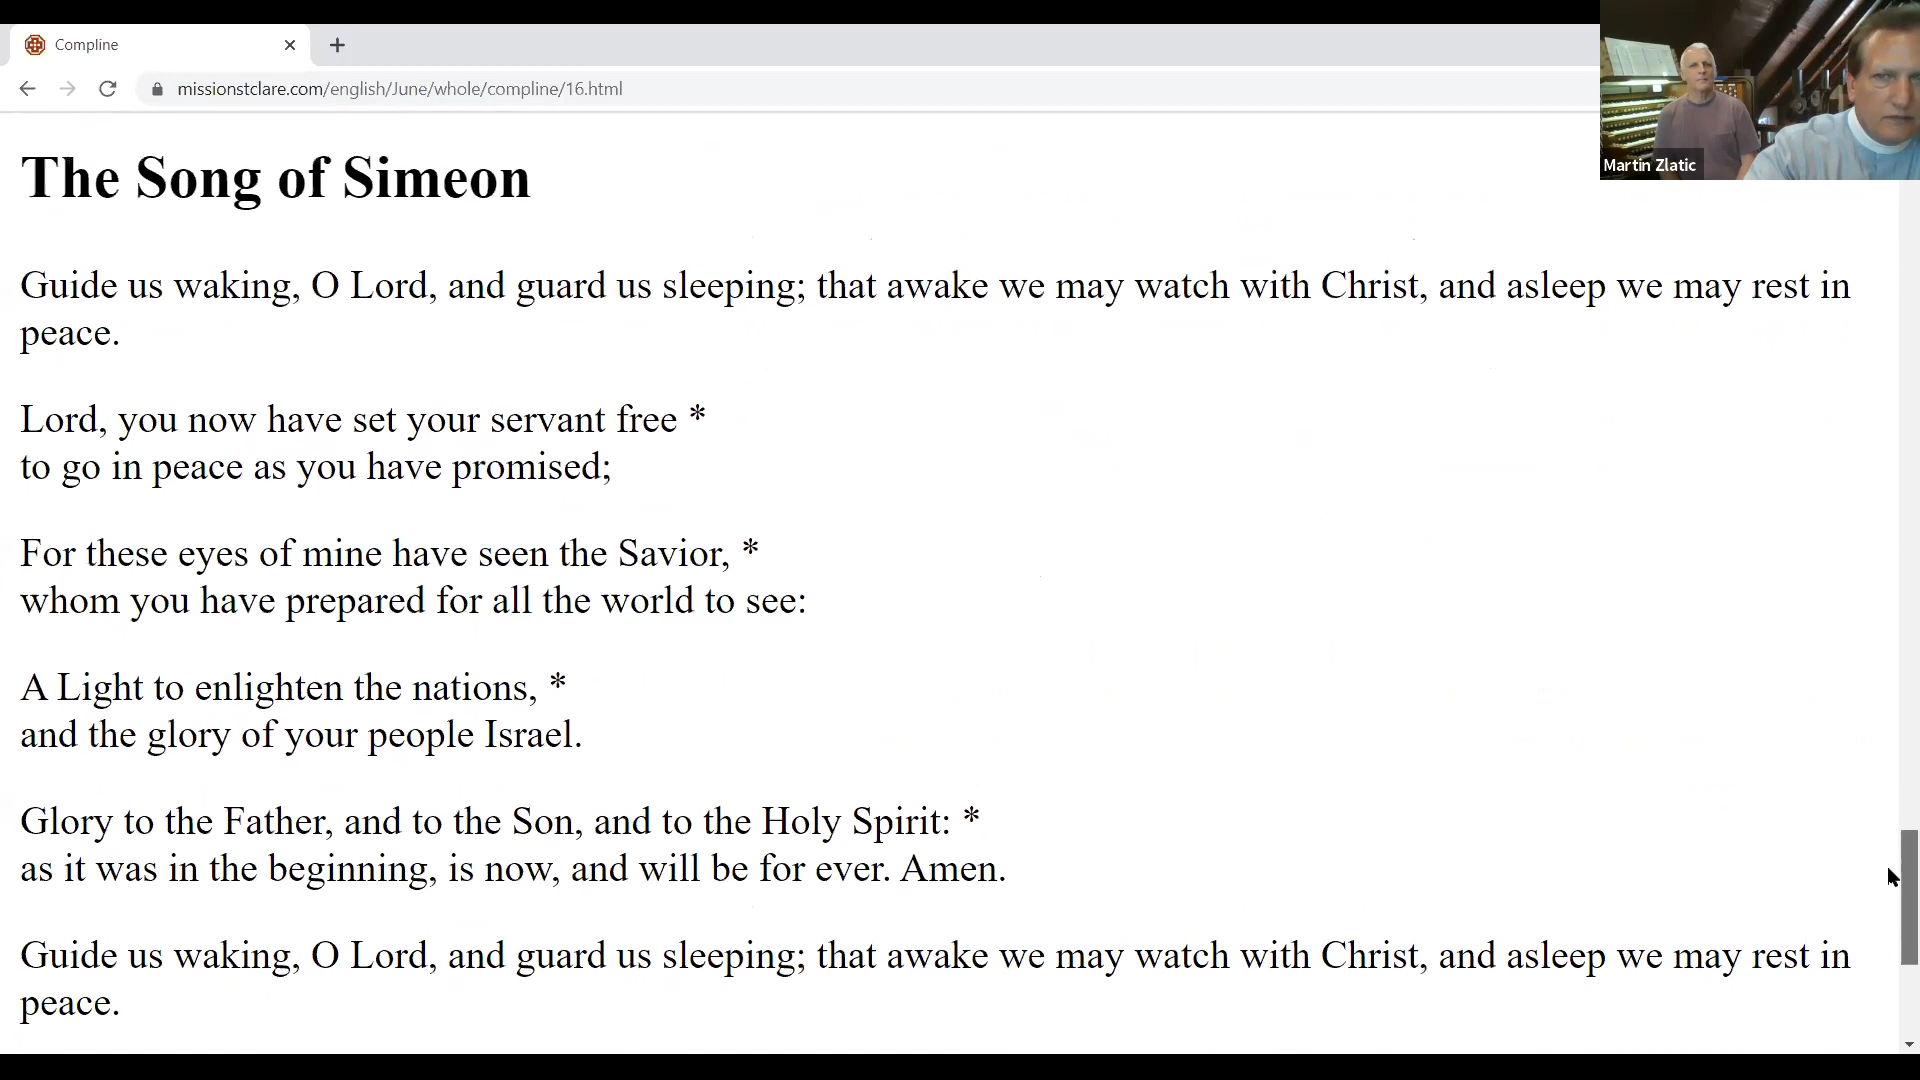 Compline
missionstclare.com/english/June/whole/compline/16.html
Martin Zlatic
The Song of Simeon
Guide us waking, O Lord, and guard us sleeping; that awake we may watch with Christ, and asleep we may rest in
peace.
Lord, you now have set your servant free *
to go in peace as you have promised;
For these eyes of mine have seen the Savior, *
whom you have prepared for all the world to see:
A Light to enlighten the nations, *
and the glory of your people Israel.
Glory to the Father, and to the Son, and to the Holy Spirit: *
as it was in the beginning, is now, and will be for ever. Amen.
Guide us waking, O Lord, and guard us sleeping; that awake we may watch with Christ, and asleep we may rest in
peace.